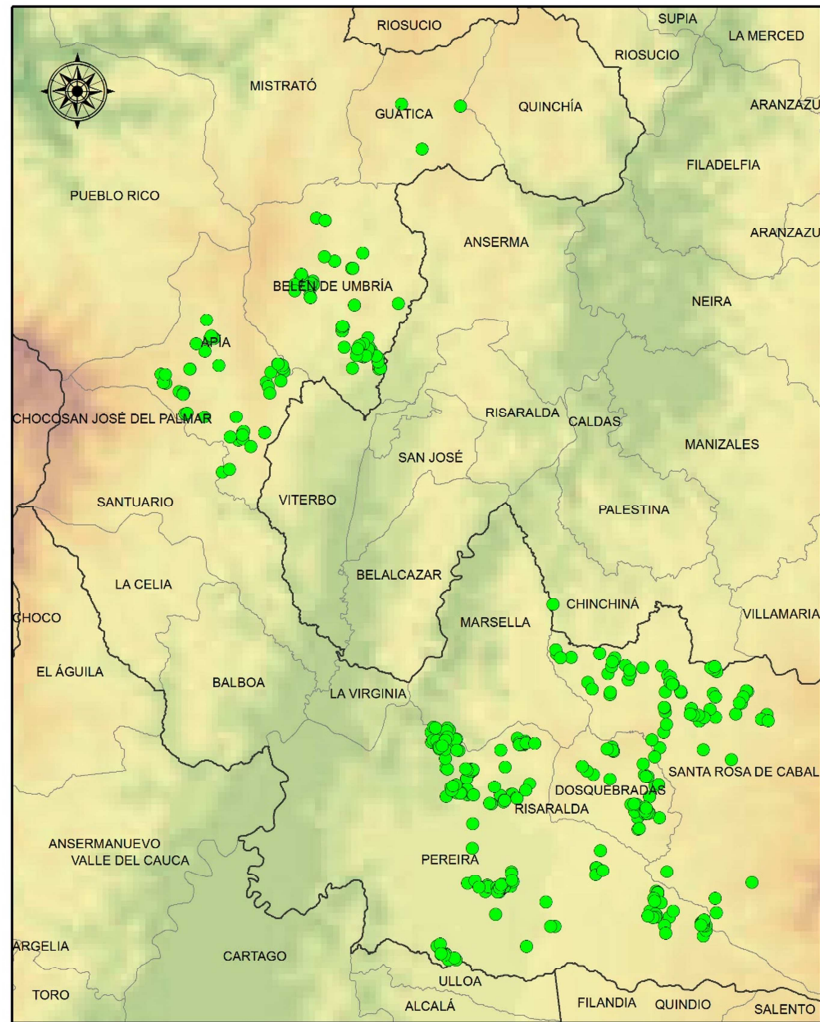 RIOSUCIO
SUPIA
LA MERCED
RIOSUCIO
MISTRATÓ
GUÁTICA
QUINCHÍA
ARANZAZU
FILADELFIA
PUEBLO RICO
ARANZAZU
ANSERMA
BELÉN DE UMBRÍA
NEIRA
APÍA
RISARALDA
CALDAS
CHOCO
SAN JOSÉ DEL PALMAR
MANIZALES
SAN JOSÉ
SANTUARIO
VITERBO
PALESTINA
BELALCAZAR
LA CELIA
CHINCHINÁ
CHOCO
MARSELLA
VILLAMARIA
EL ÁGUILA
BALBOA
LA VIRGINIA
SANTA ROSA DE CABAL
DOSQUEBRADAS
RISARALDA
ANSERMANUEVO
VALLE DEL CAUCA
PEREIRA
ARGELIA
CARTAGO
ULLOA
TORO
ALCALÁ
FILANDIA
QUINDIO
SALENTO